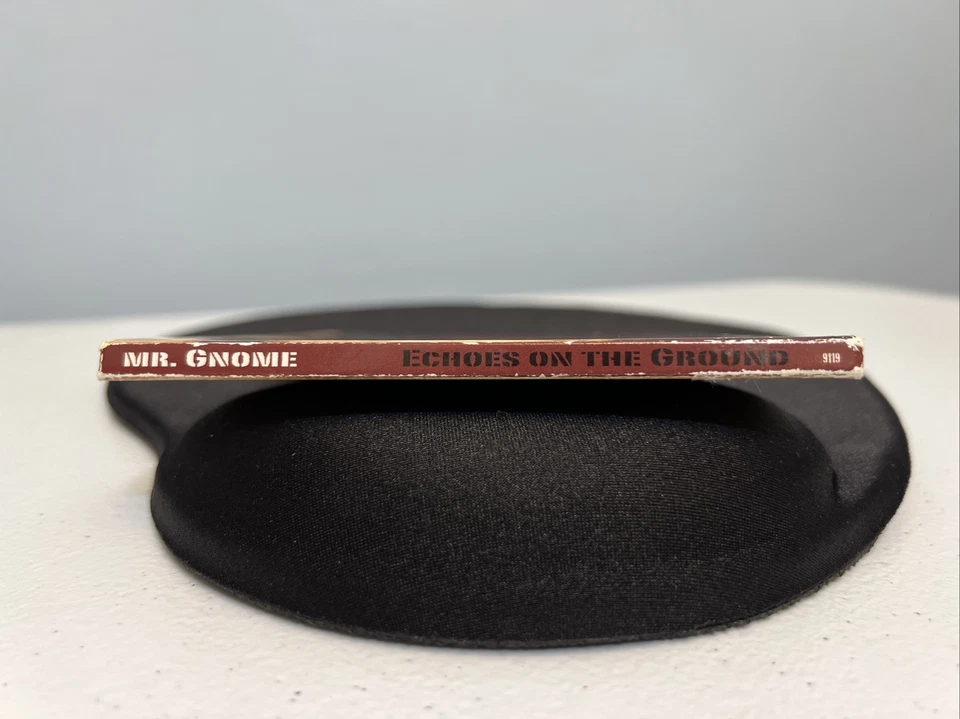 MR. GNOME ECHOES ON THE GROUND 9119